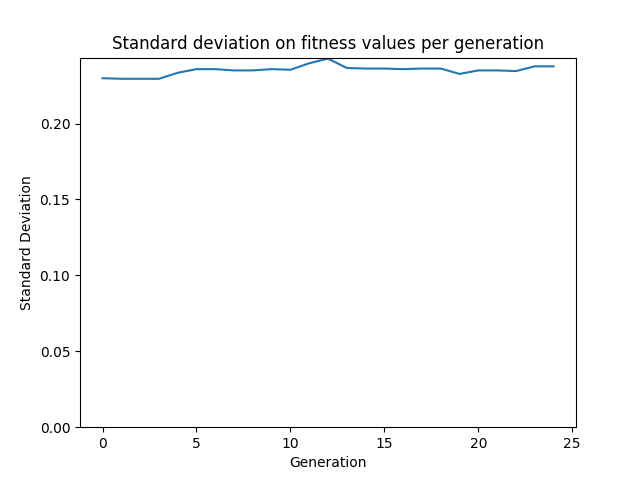 Standard deviation on fitness values per generation
Standard Deviation
0.20
0.15
0.10
0.05
0.00
0 5 10 15 20 25
Generation